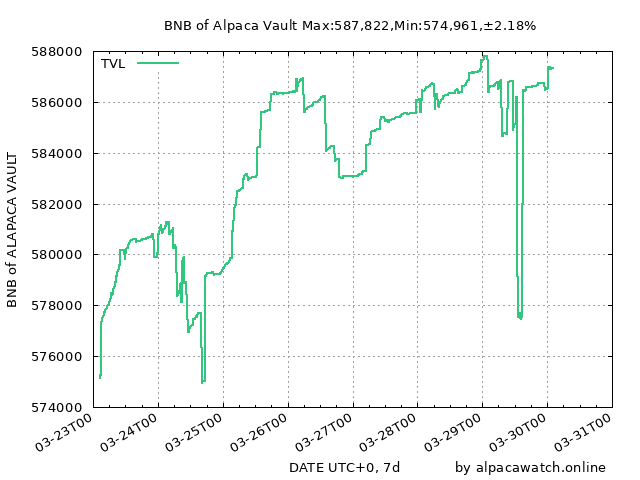 BNB of Alpaca Vault Max:587,822,Min:574,961,±2.18%
TVL
588000
586000
584000
582000
580000
578000
576000
574000
BNB of ALAPACA VAULT
03-23T00
03-24T00
03-25T00
03-26T00
03-27T00
03-28T00
03-29T00
03-30T00
03-31T00
DATE UTC+0, 7d
by alpacawatch.online